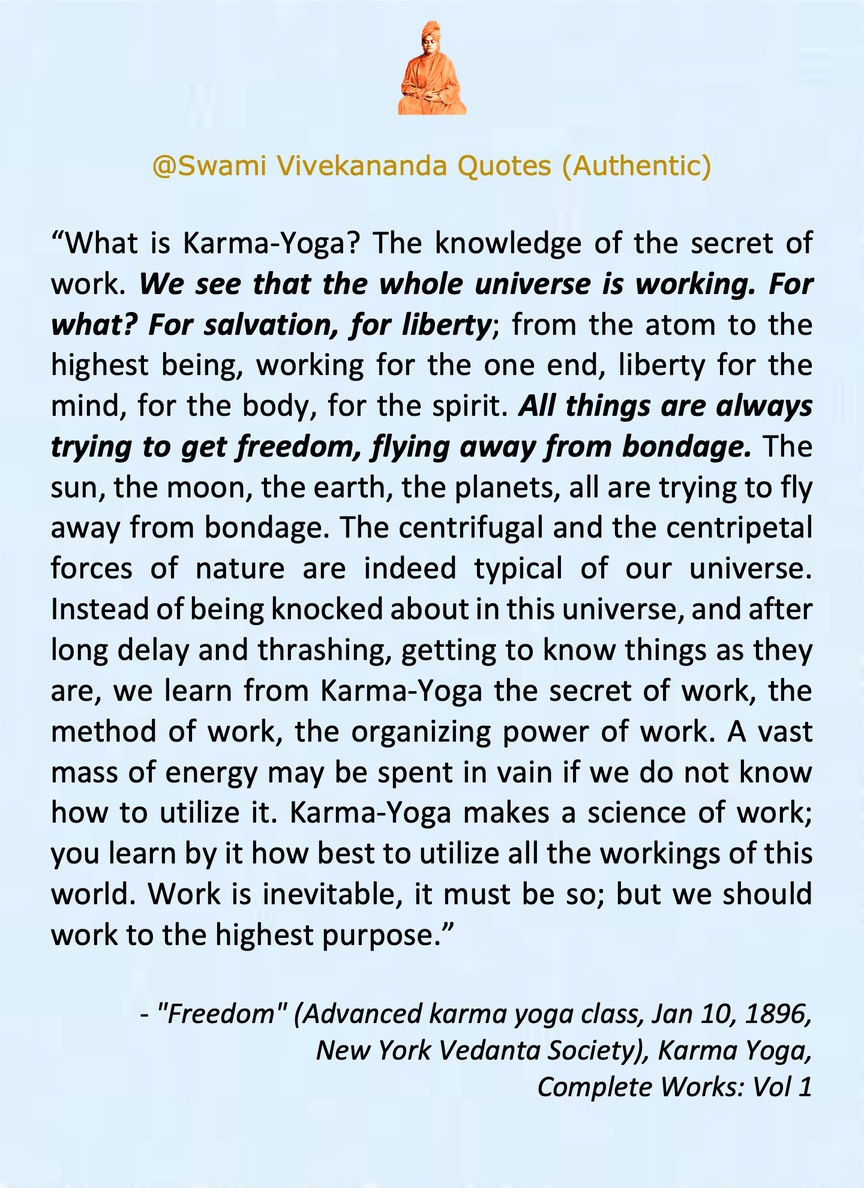 @Swami Vivekananda Quotes (Authentic)
“What is Karma-Yoga? The knowledge of the secret of
work. We see that the whole universe is working. For
what? For salvation, for liberty; from the atom to the
highest being, working for the one end, liberty for the
mind, for the body, for the spirit. All things are always
trying to get freedom, flying away from bondage. The
sun, the moon, the earth, the planets, all are trying to fly
away from bondage. The centrifugal and the centripetal
forces of nature are indeed typical of our universe.
Instead of being knocked about in this universe, and after
long delay and thrashing, getting to know things as they
are, we learn from Karma-Yoga the secret of work, the
method of work, the organizing power of work. A vast
mass of energy may be spent in vain if we do not know
how to utilize it. Karma-Yoga makes a science of work;
you learn by it how best to utilize all the workings of this
world. Work is inevitable, it must be so; but we should
work to the highest purpose.”
- "Freedom" (Advanced karma yoga class, Jan 10, 1896,
New York Vedanta Society), Karma Yoga,
Complete Works: Vol 1